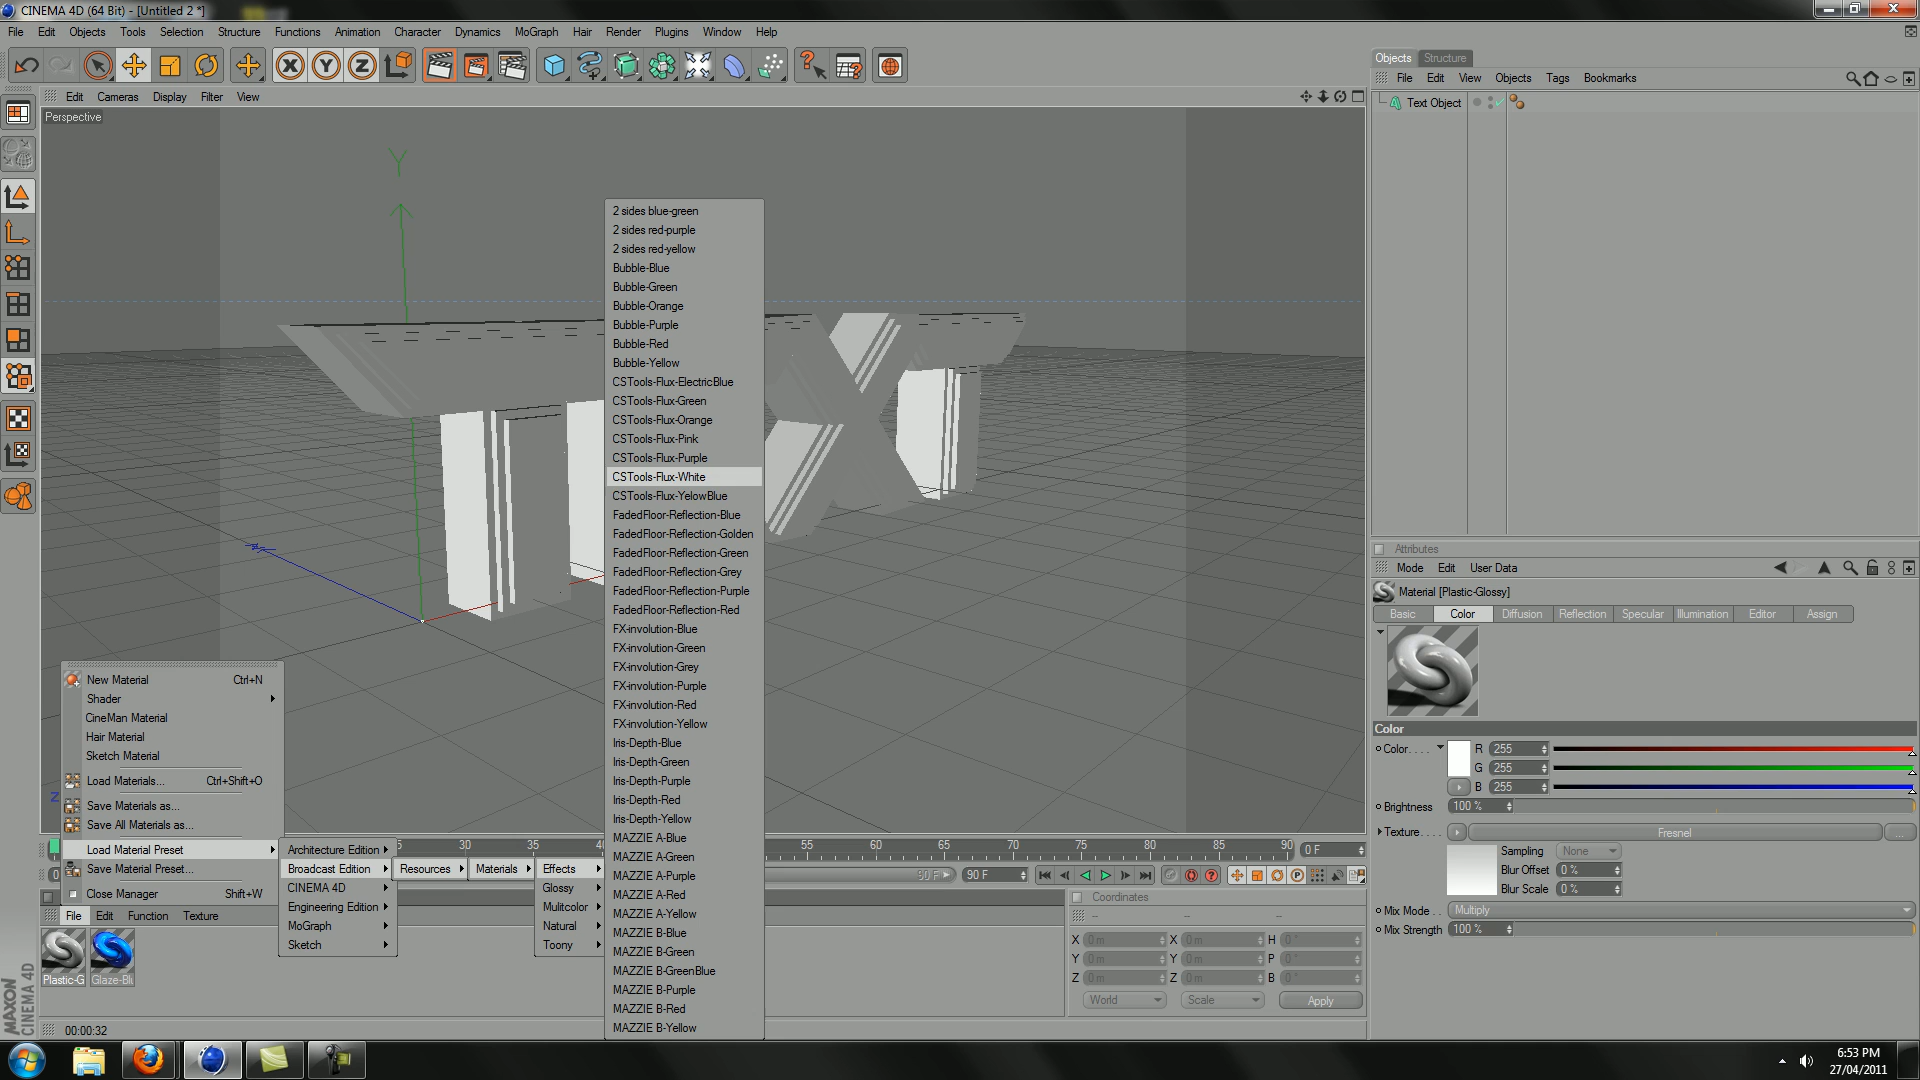 CINEMA 4D (64 Bit) - [Untitled 2 *]
File Edit Objects Tools Selection Structure Functions Animation Character Dynamics MoGraph Hair Render Plugins Window Help
Edit Cameras Display Filter View
Perspective
Y
Z
2 sides blue-green
2 sides red-purple
2 sides red-yellow
Bubble-Blue
Bubble-Green
Bubble-Orange
Bubble-Purple
Bubble-Red
Bubble-Yellow
CSTools-Flux-ElectricBlue
CSTools-Flux-Green
CSTools-Flux-Orange
CSTools-Flux-Pink
CSTools-Flux-Purple
CSTools-Flux-White
CSTools-Flux-YelowBlue
FadedFloor-Reflection-Blue
FadedFloor-Reflection-Golden
FadedFloor-Reflection-Green
FadedFloor-Reflection-Grey
FadedFloor-Reflection-Purple
FadedFloor-Reflection-Red
FX-involution-Blue
FX-involution-Green
FX-involution-Grey
FX-involution-Purple
FX-involution-Red
FX-involution-Yellow
Iris-Depth-Blue
Iris-Depth-Green
Iris-Depth-Purple
Iris-Depth-Red
Iris-Depth-Yellow
MAZZIE A-Blue
MAZZIE A-Green
MAZZIE A-Purple
MAZZIE A-Red
MAZZIE A-Yellow
MAZZIE B-Blue
MAZZIE B-Green
MAZZIE B-GreenBlue
MAZZIE B-Purple
MAZZIE B-Red
MAZZIE B-Yellow
New Material Ctrl+N
Shader
CineMan Material
Hair Material
Sketch Material
Load Materials... Ctrl+Shift+O
Save Materials as...
Save All Materials as...
Load Material Preset
Save Material Preset...
Close Manager Shift+W
Architecture Edition
Broadcast Edition
CINEMA 4D
Engineering Edition
MoGraph
Sketch
Resources
Materials
Effects
Glossy
Mulitcolor
Natural
Toony
30 35 55 60 65 70 75 80 85 90
0 F
90 F 90 F
File Edit Function Texture
Plastic-G Glaze-Blu
MAXON
CINEMA 4D
00:00:32
Coordinates
-- -- --
X 0 m X 0 m H 0 °
Y 0 m Y 0 m P 0 °
Z 0 m Z 0 m B 0 °
World Scale Apply
Objects Structure
File Edit View Objects Tags Bookmarks
Text Object
Attributes
Mode Edit User Data
Material [Plastic-Glossy]
Basic Color Diffusion Reflection Specular Illumination Editor Assign
Color
Color. . . . R 255
G 255
B 255
Brightness 100 %
Texture. . . . Fresnel ...
Sampling None
Blur Offset 0 %
Blur Scale 0 %
Mix Mode . . Multiply
Mix Strength 100 %
6:53 PM
27/04/2011